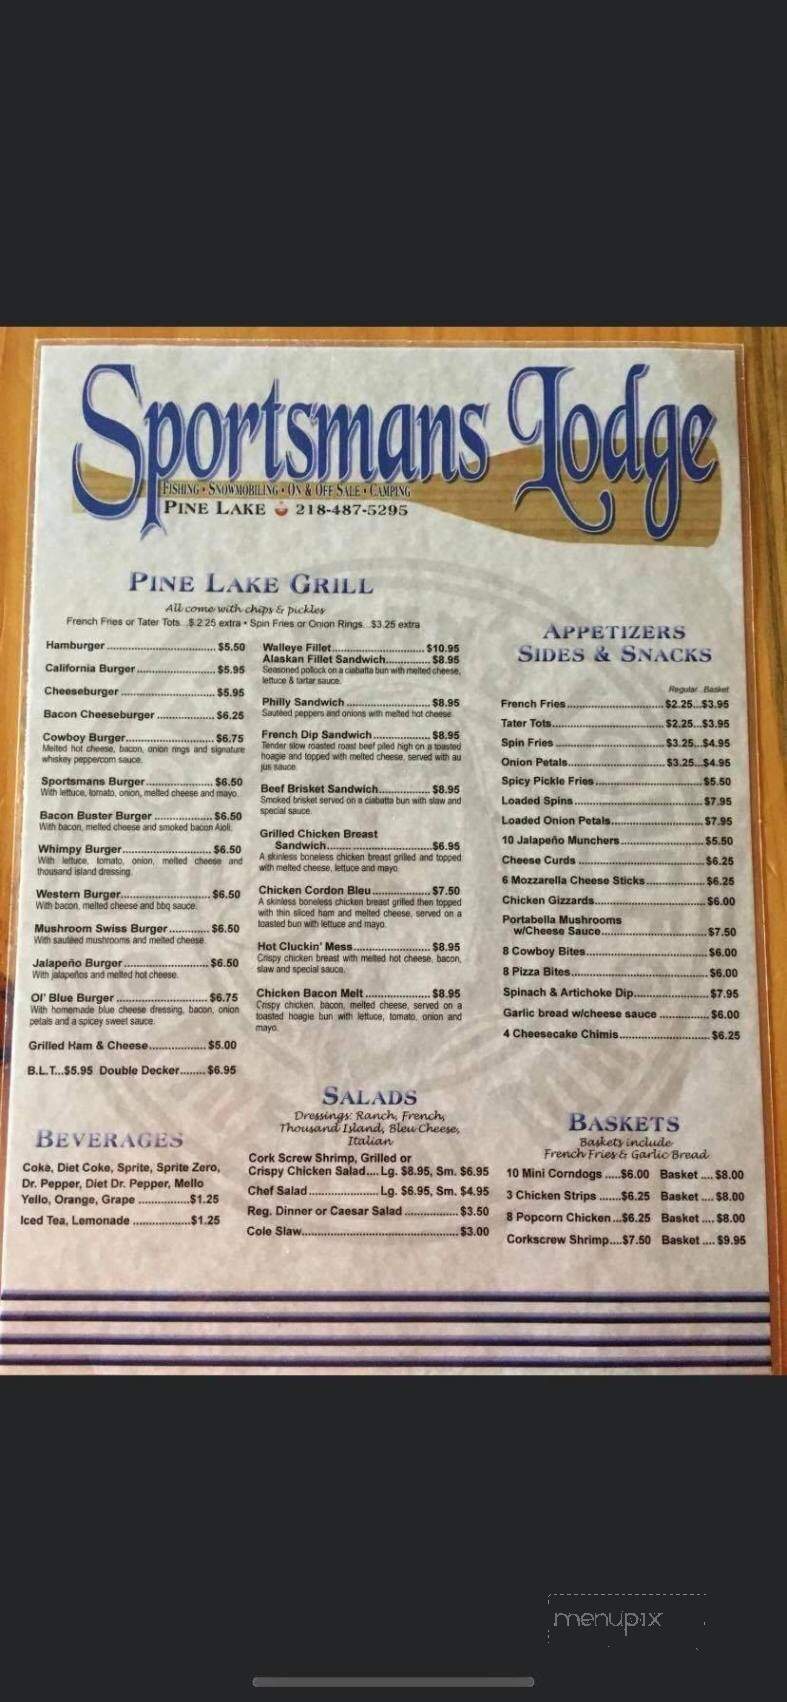 Sportsmans Lodge
Fishing • Snowmobiling • On & Off Sale • Camping
Pine Lake 218-487-5295
Pine Lake Grill
All come with chips & pickles
French Fries or Tater Tots...$ 2.25 extra • Spin Fries or Onion Rings...$3.25 extra
Hamburger ........ $5.50
California Burger ........ $5.95
Cheeseburger ........ $5.95
Bacon Cheeseburger ........ $6.25
Cowboy Burger ........ $6.75
Melted hot cheese, bacon, onion rings and signature
whiskey peppercorn sauce.
Sportsmans Burger ........ $6.50
With lettuce, tomato, onion, melted cheese and mayo.
Bacon Buster Burger ........ $6.50
With bacon, melted cheese and smoked bacon Aioli.
Whimpy Burger ........ $6.50
With lettuce, tomato, onion, melted cheese and
thousand island dressing.
Western Burger ........ $6.50
With bacon, melted cheese and bbq sauce.
Mushroom Swiss Burger ........ $6.50
With sautéed mushrooms and melted cheese.
Jalapeño Burger ........ $6.50
With jalapeños and melted hot cheese.
Ol' Blue Burger ........ $6.75
With homemade blue cheese dressing, bacon, onion
petals and a spicey sweet sauce.
Grilled Ham & Cheese ........ $5.00
B.L.T...$5.95 Double Decker........ $6.95
Walleye Fillet ........ $10.95
Alaskan Fillet Sandwich ........ $8.95
Seasoned pollock on a ciabatta bun with melted cheese,
lettuce & tartar sauce.
Philly Sandwich ........ $8.95
Sautéed peppers and onions with melted hot cheese.
French Dip Sandwich ........ $8.95
Tender slow roasted roast beef piled high on a toasted
hoagie and topped with melted cheese, served with au
jus sauce.
Beef Brisket Sandwich ........ $8.95
Smoked brisket served on a ciabatta bun with slaw and
special sauce.
Grilled Chicken Breast
Sandwich ........ $6.95
A skinless boneless chicken breast grilled and topped
with melted cheese, lettuce and mayo.
Chicken Cordon Bleu ........ $7.50
A skinless boneless chicken breast grilled then topped
with thin sliced ham and melted cheese, served on a
toasted bun with lettuce and mayo.
Hot Cluckin' Mess ........ $8.95
Crispy chicken breast with melted hot cheese, bacon,
slaw and special sauce.
Chicken Bacon Melt ........ $8.95
Crispy chicken, bacon, melted cheese, served on a
toasted hoagie bun with lettuce, tomato, onion and
mayo.
Appetizers
Sides & Snacks
Regular...Basket
French Fries ........ $2.25...$3.95
Tater Tots ........ $2.25...$3.95
Spin Fries ........ $3.25...$4.95
Onion Petals ........ $3.25...$4.95
Spicy Pickle Fries ........ $5.50
Loaded Spins ........ $7.95
Loaded Onion Petals ........ $7.95
10 Jalapeño Munchers ........ $5.50
Cheese Curds ........ $6.25
6 Mozzarella Cheese Sticks ........ $6.25
Chicken Gizzards ........ $6.00
Portabella Mushrooms
w/Cheese Sauce ........ $7.50
8 Cowboy Bites ........ $6.00
8 Pizza Bites ........ $6.00
Spinach & Artichoke Dip ........ $7.95
Garlic bread w/cheese sauce ........ $6.00
4 Cheesecake Chimis ........ $6.25
Beverages
Coke, Diet Coke, Sprite, Sprite Zero,
Dr. Pepper, Diet Dr. Pepper, Mello
Yello, Orange, Grape ........ $1.25
Iced Tea, Lemonade ........ $1.25
Salads
Dressings: Ranch, French,
Thousand Island, Bleu Cheese,
Italian
Cork Screw Shrimp, Grilled or
Crispy Chicken Salad.... Lg. $8.95, Sm. $6.95
Chef Salad ........ Lg. $6.95, Sm. $4.95
Reg. Dinner or Caesar Salad ........ $3.50
Cole Slaw ........ $3.00
Baskets
Baskets include
French Fries & Garlic Bread
10 Mini Corndogs .....$6.00 Basket .... $8.00
3 Chicken Strips .......$6.25 Basket .... $8.00
8 Popcorn Chicken ...$6.25 Basket .... $8.00
Corkscrew Shrimp....$7.50 Basket .... $9.95
menupix